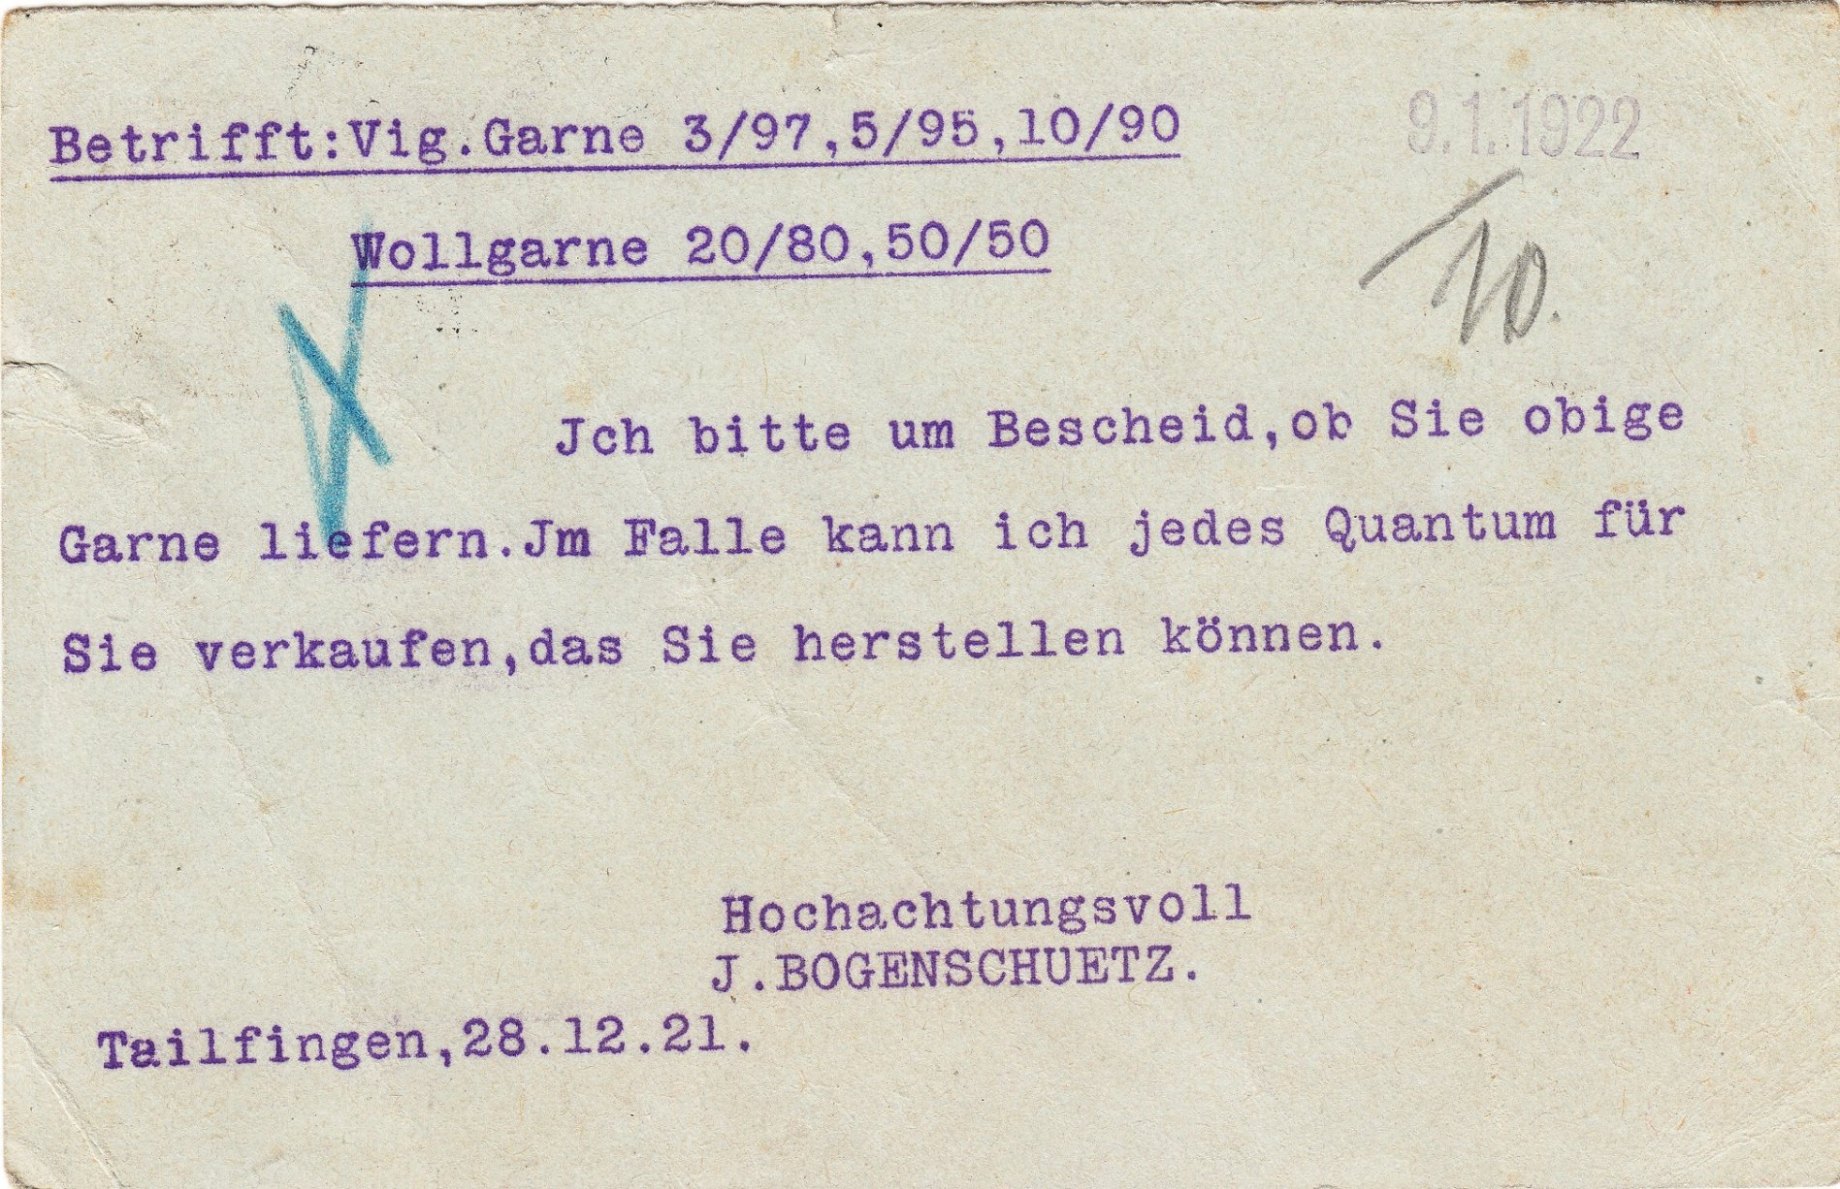 Betrifft:Vig.Garne 3/97,5/95,10/90
9.1.1922
Wollgarne 20/80,50/50
10.
Jch bitte um Bescheid,ob Sie obige
Garne liefern.Jm Falle kann ich jedes Quantum für
Sie verkaufen,das Sie herstellen können.
Hochachtungsvoll
J.BOGENSCHUETZ.
Tailfingen,28.12.21.